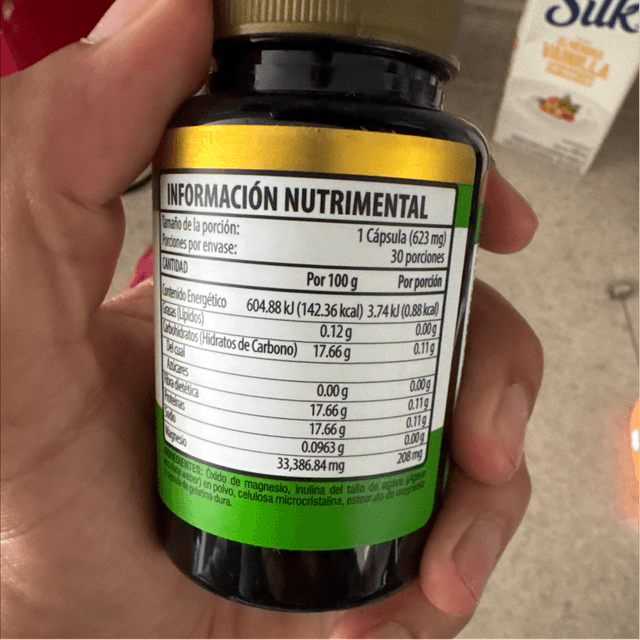 Silk
VAINILLA
INFORMACIÓN NUTRIMENTAL
Tamaño de la porción: 1 Cápsula (623 mg)
Porciones por envase: 30 porciones
CANTIDAD Por 100 g Por porción
Contenido Energético 604.88 kJ (142.36 kcal) 3.74 kJ (0.88 kcal)
Grasas (Lípidos) 0.12 g 0.00 g
Carbohidratos (Hidratos de Carbono) 17.66 g 0.11 g
Del cual
Azúcares 0.00 g 0.00 g
Fibra dietética 17.66 g 0.11 g
Proteínas 17.66 g 0.11 g
Sodio 0.0963 g 0.00 g
Magnesio 33,386.84 mg 208 mg
INGREDIENTES: Óxido de magnesio, inulina del tallo de agave (Agave
weber) en polvo, celulosa microcristalina, estearato de magnesio
de gelatina dura.